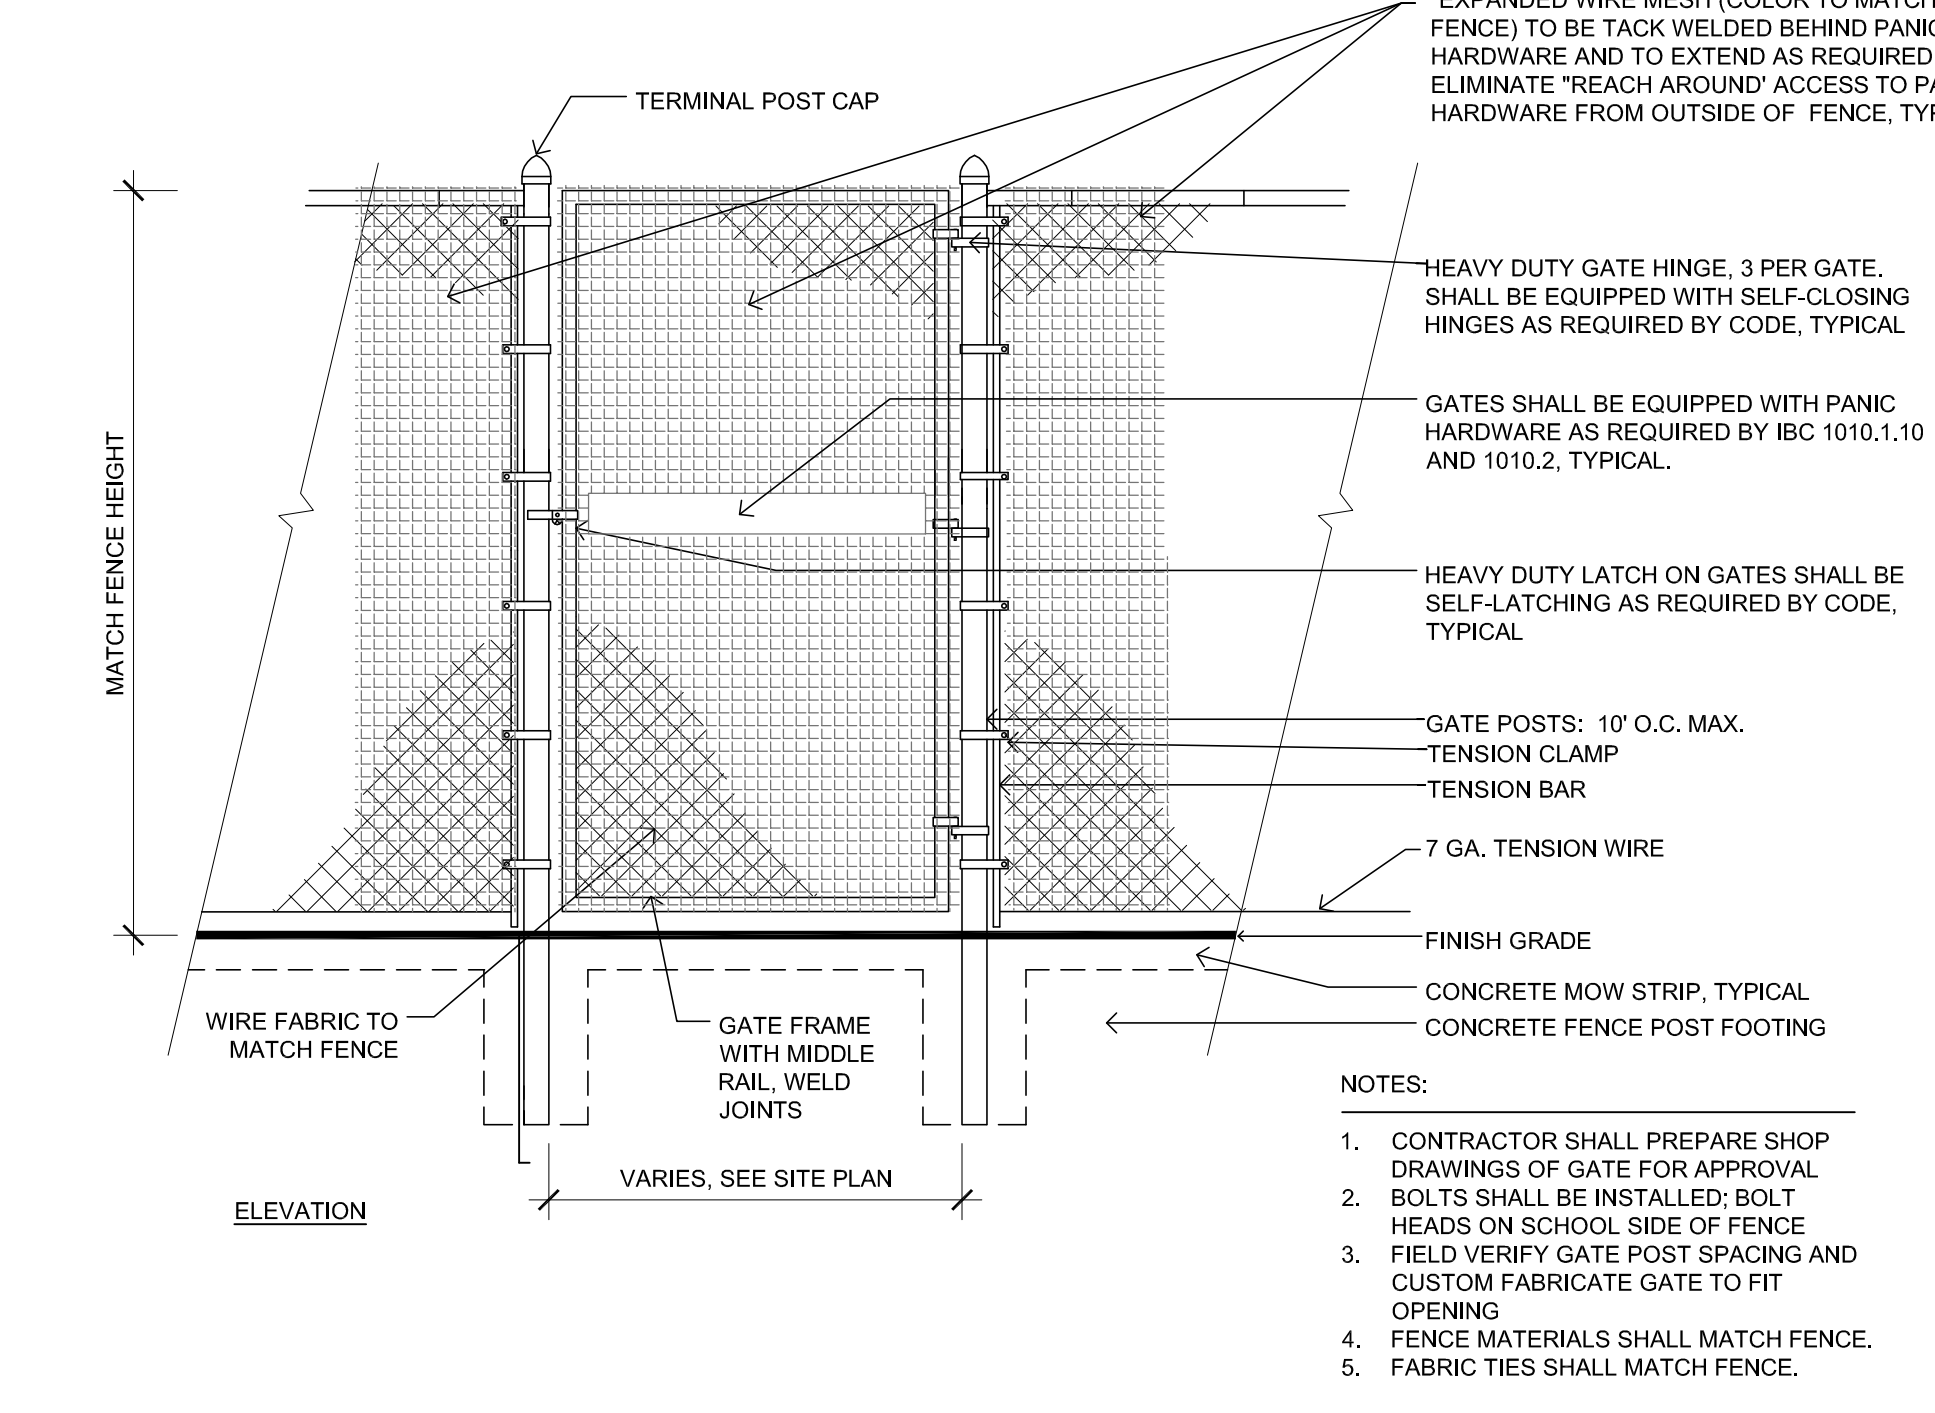 EXPANDED WIRE MESH (COLOR TO MATCH
FENCE) TO BE TACK WELDED BEHIND PANIC
HARDWARE AND TO EXTEND AS REQUIRED
ELIMINATE "REACH AROUND' ACCESS TO
HARDWARE FROM OUTSIDE OF FENCE,
TERMINAL POST CAP
HEAVY DUTY GATE HINGE, 3 PER GATE.
SHALL BE EQUIPPED WITH SELF-CLOSING
HINGES AS REQUIRED BY CODE, TYPICAL
GATES SHALL BE EQUIPPED WITH PANIC
HARDWARE AS REQUIRED BY IBC 1010.1.10
AND 1010.2, TYPICAL.
MATCH FENCE HEIGHT
HEAVY DUTY LATCH ON GATES SHALL BE
SELF-LATCHING AS REQUIRED BY CODE,
TYPICAL
GATE POSTS: 10' O.C. MAX.
TENSION CLAMP
TENSION BAR
7 GA. TENSION WIRE
FINISH GRADE
CONCRETE MOW STRIP, TYPICAL
CONCRETE FENCE POST FOOTING
WIRE FABRIC TO
MATCH FENCE
GATE FRAME
WITH MIDDLE
RAIL, WELD
JOINTS
VARIES, SEE SITE PLAN
ELEVATION
NOTES:
1. CONTRACTOR SHALL PREPARE SHOP
DRAWINGS OF GATE FOR APPROVAL
2. BOLTS SHALL BE INSTALLED; BOLT
HEADS ON SCHOOL SIDE OF FENCE
3. FIELD VERIFY GATE POST SPACING AND
CUSTOM FABRICATE GATE TO FIT
OPENING
4. FENCE MATERIALS SHALL MATCH FENCE.
5. FABRIC TIES SHALL MATCH FENCE.